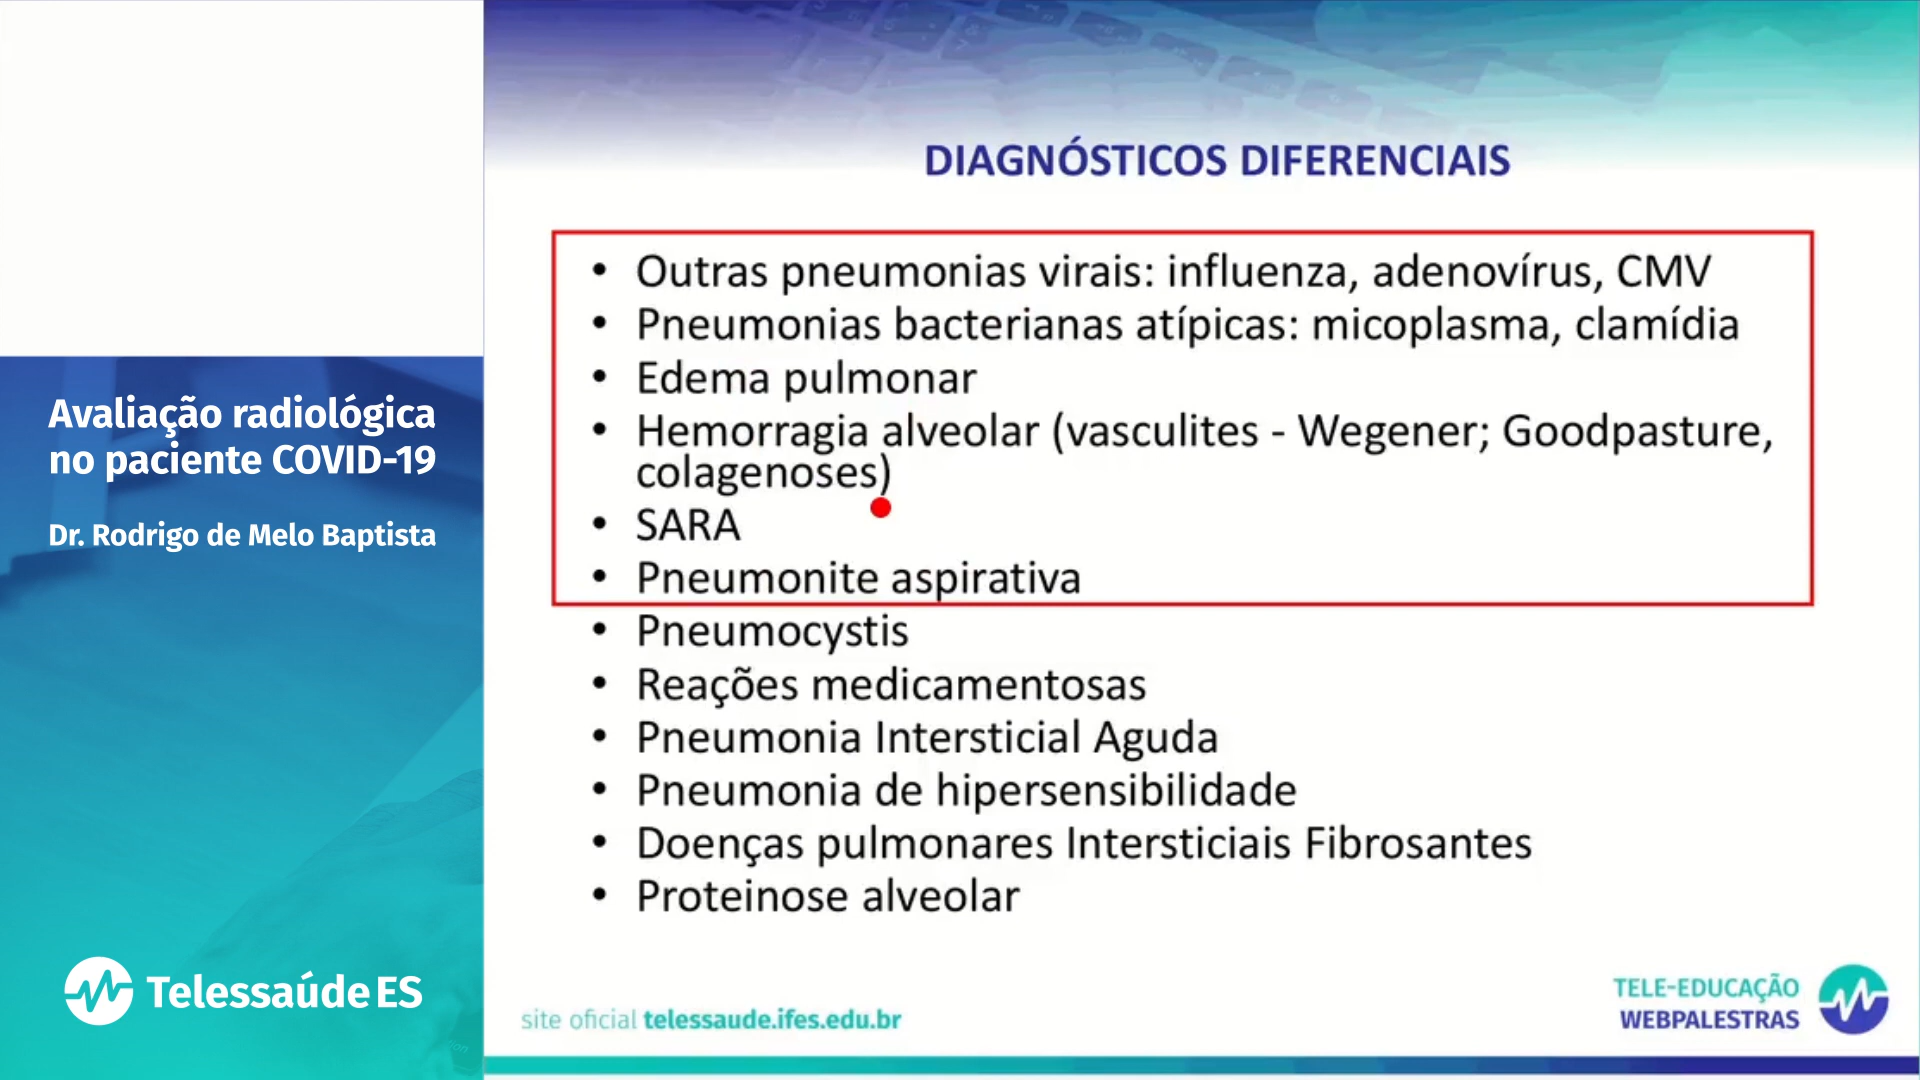 Avaliação radiológica
no paciente COVID-19
Dr. Rodrigo de Melo Baptista
Telessaúde ES
DIAGNÓSTICOS DIFERENCIAIS
• Outras pneumonias virais: influenza, adenovírus, CMV
• Pneumonias bacterianas atípicas: micoplasma, clamídia
• Edema pulmonar
• Hemorragia alveolar (vasculites - Wegener; Goodpasture,
colagenoses)
• SARA
• Pneumonite aspirativa
• Pneumocystis
• Reações medicamentosas
• Pneumonia Intersticial Aguda
• Pneumonia de hipersensibilidade
• Doenças pulmonares Intersticiais Fibrosantes
• Proteinose alveolar
site oficial telessaude.ifes.edu.br
TELE-EDUCAÇÃO
WEBPALESTRAS